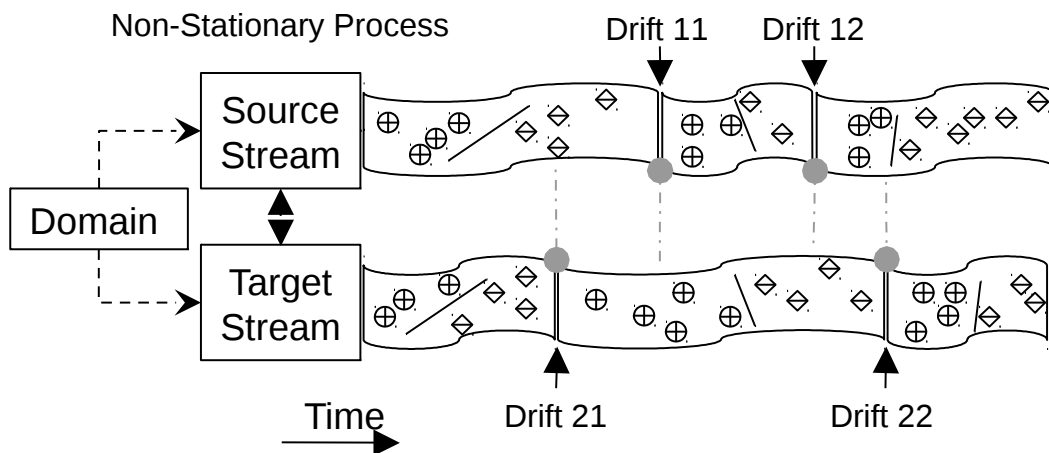 Non-Stationary Process
Drift 11
Drift 12
Source
Stream
Domain
Target
Stream
Time
Drift 21
Drift 22